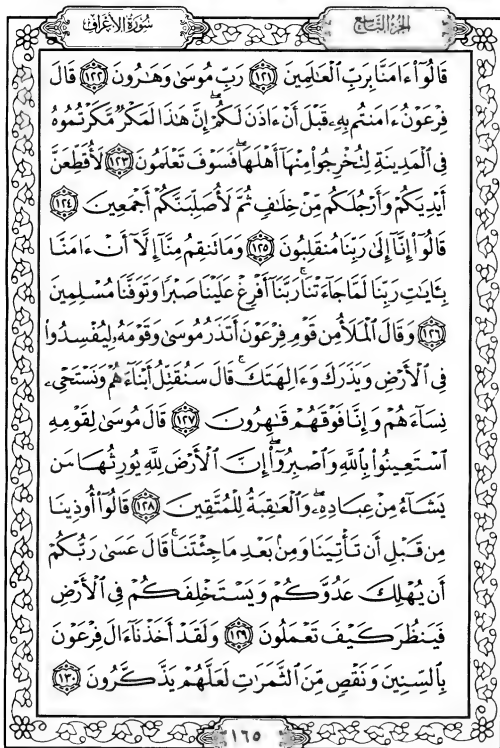 سُورَةُ الأَعْرَافِ
الجُزءُ التَّاسِعُ
قَالُوٓا۟ ءَامَنَّا بِرَبِّ ٱلْعَـٰلَمِينَ ١٢١ رَبِّ مُوسَىٰ وَهَـٰرُونَ ١٢٢ قَالَ
فِرْعَوْنُ ءَامَنتُم بِهِۦ قَبْلَ أَنْ ءَاذَنَ لَكُمْ ۖ إِنَّ هَـٰذَا لَمَكْرٌ مَّكَرْتُمُوهُ
فِى ٱلْمَدِينَةِ لِتُخْرِجُوا۟ مِنْهَآ أَهْلَهَا ۖ فَسَوْفَ تَعْلَمُونَ ١٢٣ لَأُقَطِّعَنَّ
أَيْدِيَكُمْ وَأَرْجُلَكُم مِّنْ خِلَـٰفٍ ثُمَّ لَأُصَلِّبَنَّكُمْ أَجْمَعِينَ ١٢٤
قَالُوٓا۟ إِنَّآ إِلَىٰ رَبِّنَا مُنقَلِبُونَ ١٢٥ وَمَا تَنقِمُ مِنَّآ إِلَّآ أَنْ ءَامَنَّا
بِـَٔايَـٰتِ رَبِّنَا لَمَّا جَآءَتْنَا ۚ رَبَّنَآ أَفْرِغْ عَلَيْنَا صَبْرًا وَتَوَفَّنَا مُسْلِمِينَ
١٢٦ وَقَالَ ٱلْمَلَأُ مِن قَوْمِ فِرْعَوْنَ أَتَذَرُ مُوسَىٰ وَقَوْمَهُۥ لِيُفْسِدُوا۟
فِى ٱلْأَرْضِ وَيَذَرَكَ وَءَالِهَتَكَ ۚ قَالَ سَنُقَتِّلُ أَبْنَآءَهُمْ وَنَسْتَحْىِۦ
نِسَآءَهُمْ وَإِنَّا فَوْقَهُمْ قَـٰهِرُونَ ١٢٧ قَالَ مُوسَىٰ لِقَوْمِهِ
ٱسْتَعِينُوا۟ بِٱللَّهِ وَٱصْبِرُوٓا۟ ۖ إِنَّ ٱلْأَرْضَ لِلَّهِ يُورِثُهَا مَن
يَشَآءُ مِنْ عِبَادِهِۦ ۖ وَٱلْعَـٰقِبَةُ لِلْمُتَّقِينَ ١٢٨ قَالُوٓا۟ أُوذِينَا
مِن قَبْلِ أَن تَأْتِيَنَا وَمِنۢ بَعْدِ مَا جِئْتَنَا ۚ قَالَ عَسَىٰ رَبُّكُمْ
أَن يُهْلِكَ عَدُوَّكُمْ وَيَسْتَخْلِفَكُمْ فِى ٱلْأَرْضِ
فَيَنظُرَ كَيْفَ تَعْمَلُونَ ١٢٩ وَلَقَدْ أَخَذْنَآ ءَالَ فِرْعَوْنَ
بِٱلسِّنِينَ وَنَقْصٍ مِّنَ ٱلثَّمَرَٰتِ لَعَلَّهُمْ يَذَّكَّرُونَ ١٣٠
١٦٥